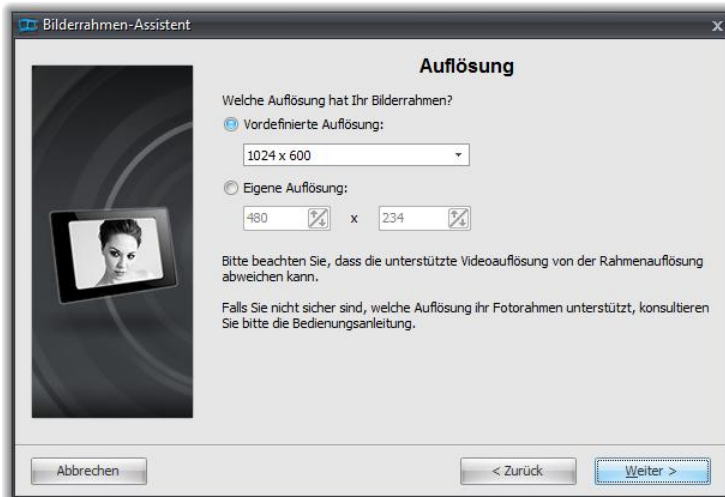 Bilderrahmen-Assistent
x
Auflösung
Welche Auflösung hat Ihr Bilderrahmen?
Vordefinierte Auflösung:
1024 x 600
Eigene Auflösung:
480 x 234
Bitte beachten Sie, dass die unterstützte Videoauflösung von der Rahmenauflösung
abweichen kann.
Falls Sie nicht sicher sind, welche Auflösung ihr Fotorahmen unterstützt, konsultieren
Sie bitte die Bedienungsanleitung.
Abbrechen < Zurück Weiter >